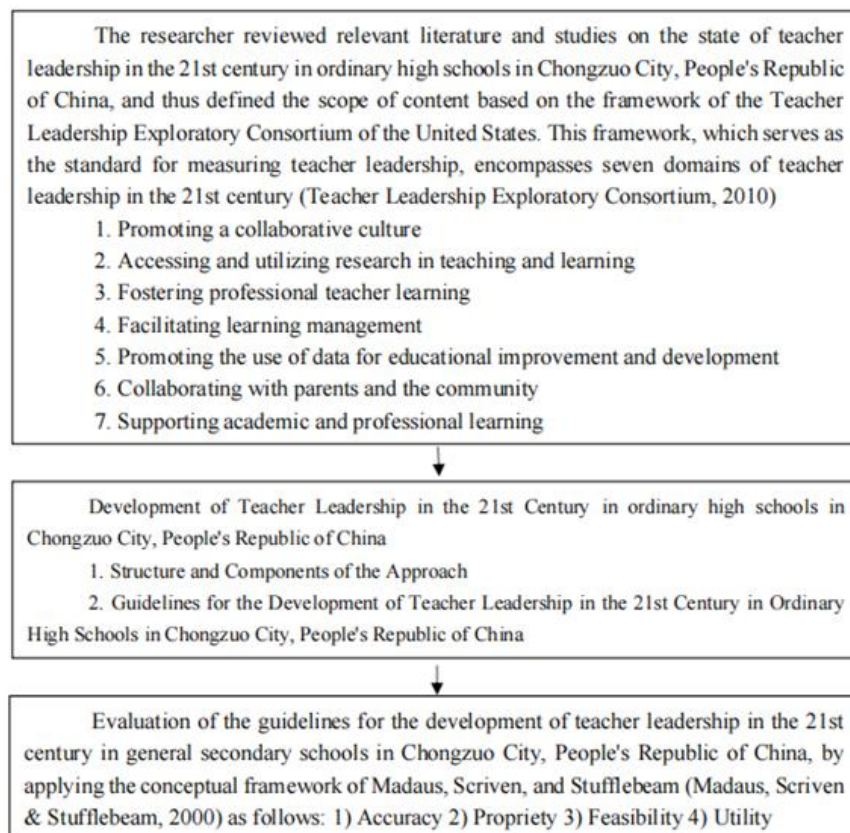 The researcher reviewed relevant literature and studies on the state of teacher
leadership in the 21st century in ordinary high schools in Chongzuo City, People's Republic
of China, and thus defined the scope of content based on the framework of the Teacher
Leadership Exploratory Consortium of the United States. This framework, which serves as
the standard for measuring teacher leadership, encompasses seven domains of teacher
leadership in the 21st century (Teacher Leadership Exploratory Consortium, 2010)
1. Promoting a collaborative culture
2. Accessing and utilizing research in teaching and learning
3. Fostering professional teacher learning
4. Facilitating learning management
5. Promoting the use of data for educational improvement and development
6. Collaborating with parents and the community
7. Supporting academic and professional learning
Development of Teacher Leadership in the 21st Century in ordinary high schools in
Chongzuo City, People's Republic of China
1. Structure and Components of the Approach
2. Guidelines for the Development of Teacher Leadership in the 21st Century in Ordinary
High Schools in Chongzuo City, People's Republic of China
Evaluation of the guidelines for the development of teacher leadership in the 21st
century in general secondary schools in Chongzuo City, People's Republic of China, by
applying the conceptual framework of Madaus, Scriven, and Stufflebeam (Madaus, Scriven
& Stufflebeam, 2000) as follows: 1) Accuracy 2) Propriety 3) Feasibility 4) Utility